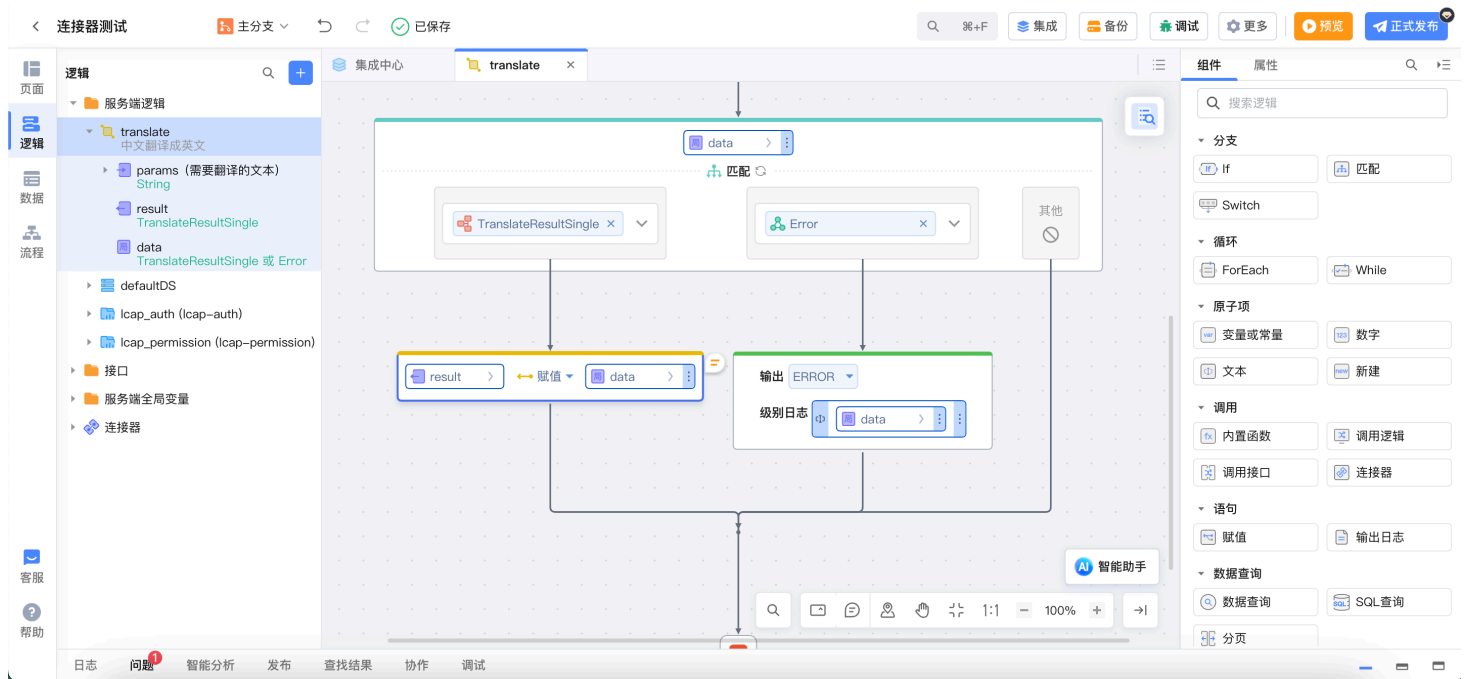 连接器测试
主分支
已保存
⌘+F
集成
备份
调试
更多
预览
正式发布
页面
逻辑
数据
流程
客服
帮助
逻辑
服务端逻辑
translate
中文翻译成英文
params（需要翻译的文本）
String
result
TranslateResultSingle
data
TranslateResultSingle 或 Error
defaultDS
lcap_auth (lcap-auth)
lcap_permission (lcap-permission)
接口
服务端全局变量
连接器
集成中心
translate
data
匹配
TranslateResultSingle
Error
其他
result
赋值
data
输出
ERROR
级别日志
data
AI 智能助手
1:1
100%
组件
属性
搜索逻辑
分支
If
匹配
Switch
循环
ForEach
While
原子项
变量或常量
数字
文本
新建
调用
内置函数
调用逻辑
调用接口
连接器
语句
赋值
输出日志
数据查询
数据查询
SQL查询
分页
日志
问题
1
智能分析
发布
查找结果
协作
调试